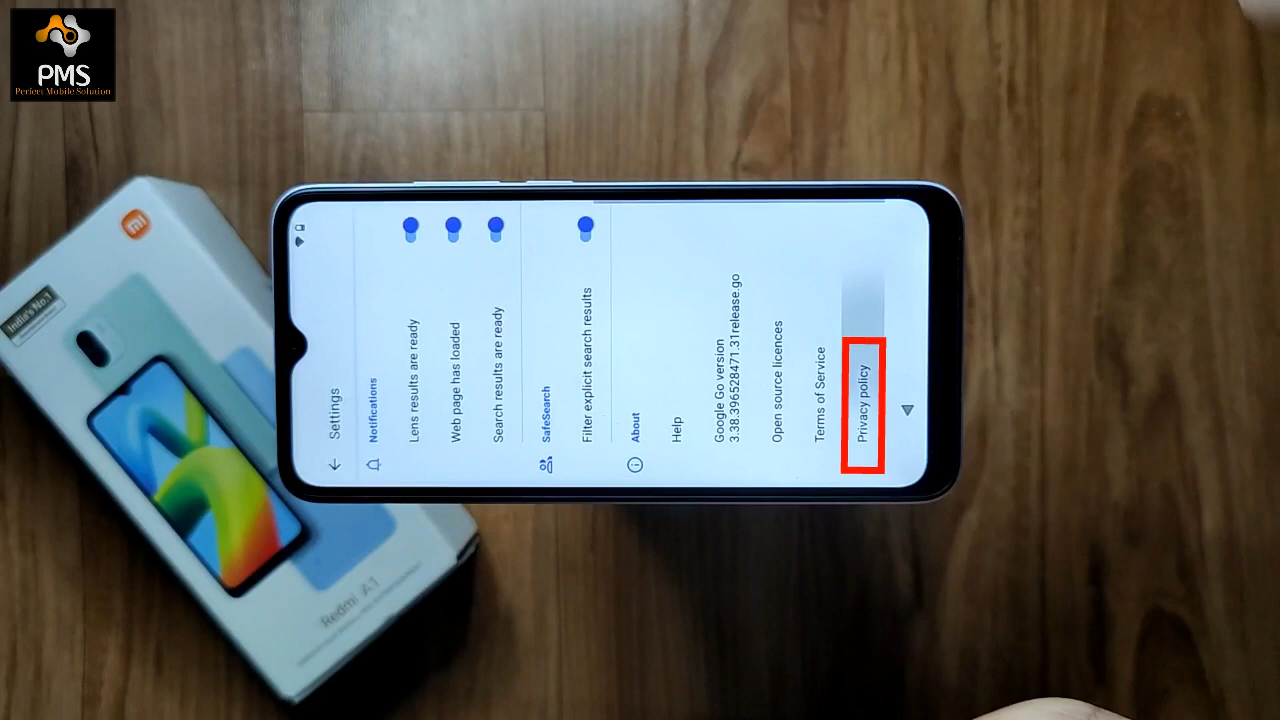 PMS
Perfect Mobile Solution
India's No.1
Redmi A1
Settings
Notifications
Lens results are ready
Web page has loaded
Search results are ready
SafeSearch
Filter explicit search results
About
Help
Google Go version
3.38.396528471.31release.go
Open source licences
Terms of Service
Privacy policy